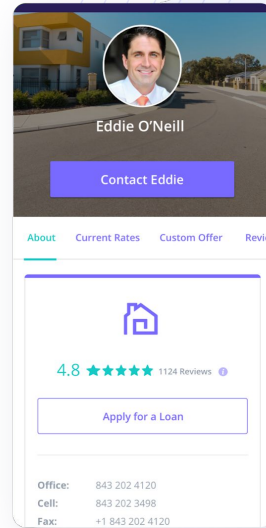 Eddie O'Neill
Contact Eddie
About Current Rates Custom Offer
4.8 1124 Reviews
Apply for a Loan
Office: 843 202 4120
Cell: 843 202 3498
Fax: +1 843 202 4120